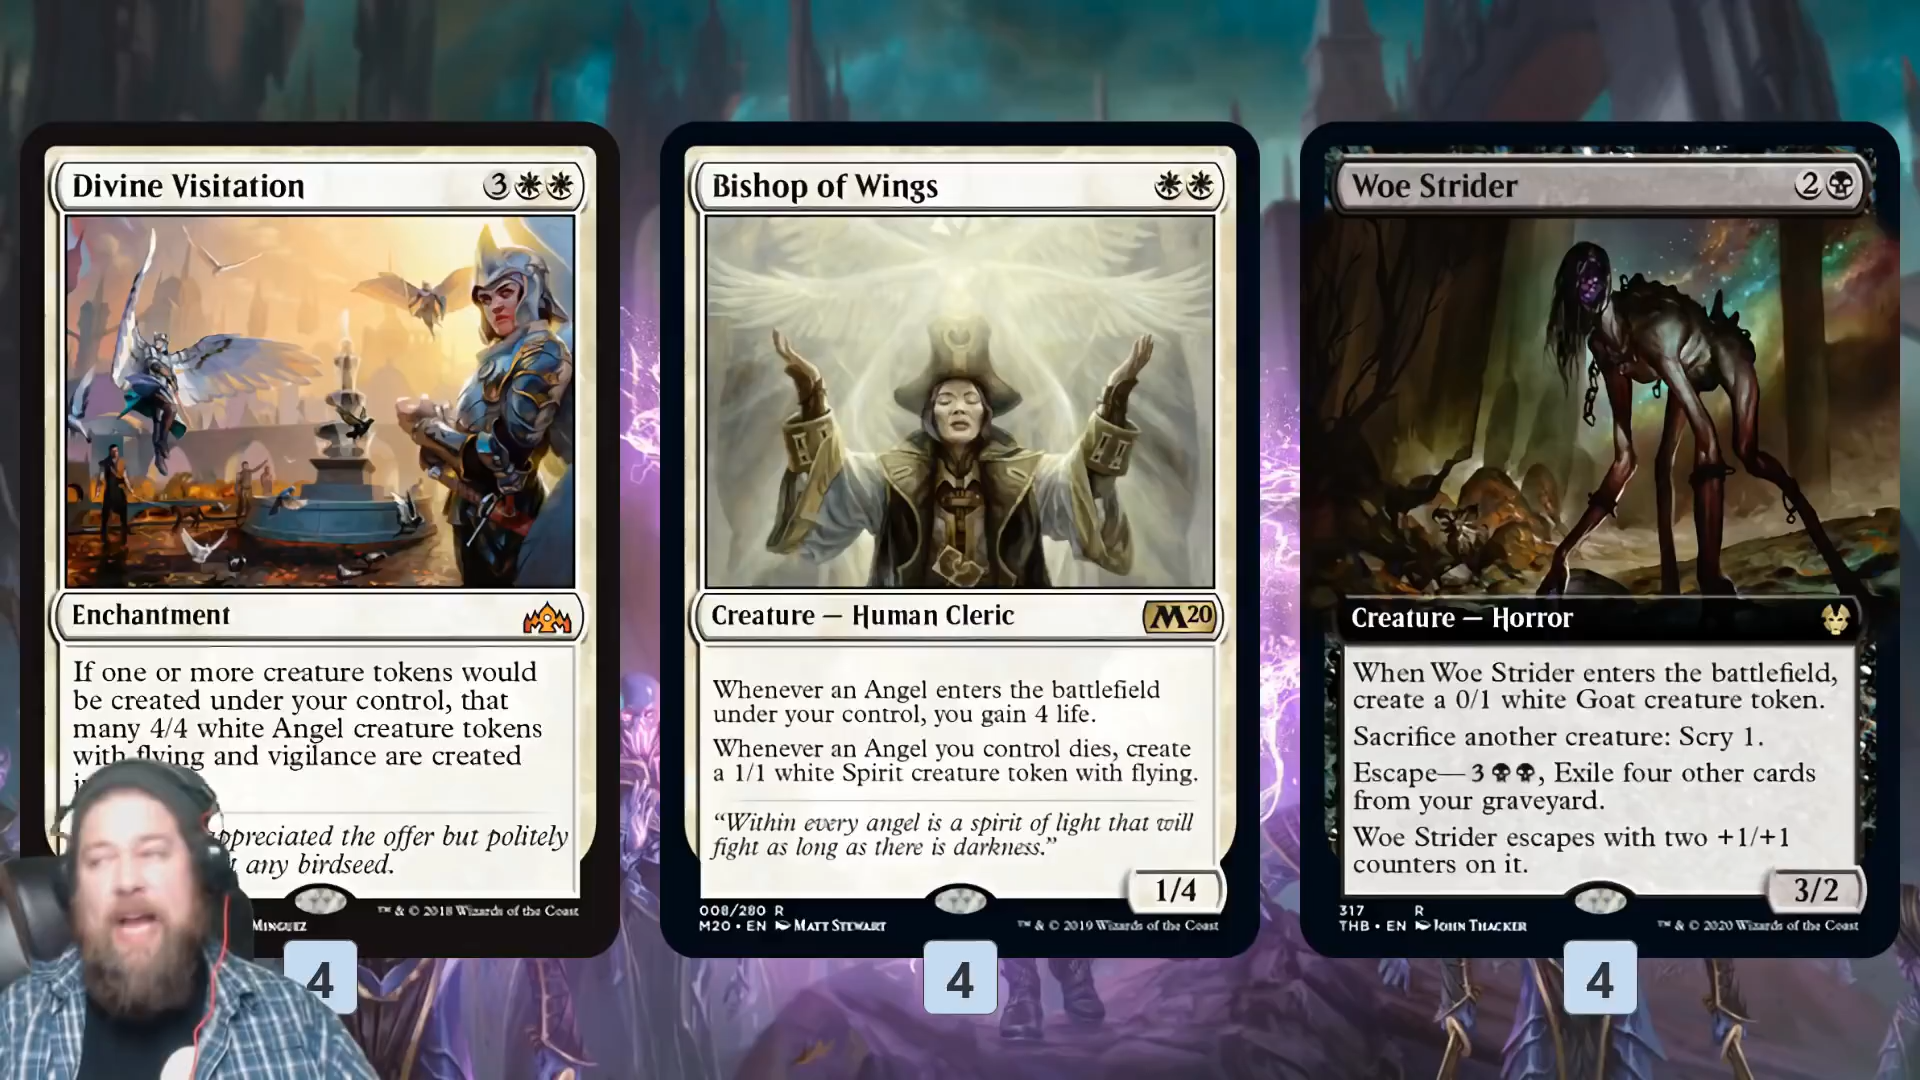 Divine Visitation 3
Enchantment
If one or more creature tokens would
be created under your control, that
many 4/4 white Angel creature tokens
with flying and vigilance are created
appreciated the offer but politely
any birdseed.
™ & © 2018 Wizards of the Coast
Minguez
4
Bishop of Wings
Creature — Human Cleric M20
Whenever an Angel enters the battlefield
under your control, you gain 4 life.
Whenever an Angel you control dies, create
a 1/1 white Spirit creature token with flying.
“Within every angel is a spirit of light that will
fight as long as there is darkness.”
1/4
008/280 R
M20 • EN Matt Stewart ™ & © 2019 Wizards of the Coast
4
Woe Strider 2
Creature — Horror
When Woe Strider enters the battlefield,
create a 0/1 white Goat creature token.
Sacrifice another creature: Scry 1.
Escape—3, Exile four other cards
from your graveyard.
Woe Strider escapes with two +1/+1
counters on it.
3/2
317 R
THB • EN John Thacker ™ & © 2020 Wizards of the Coast
4